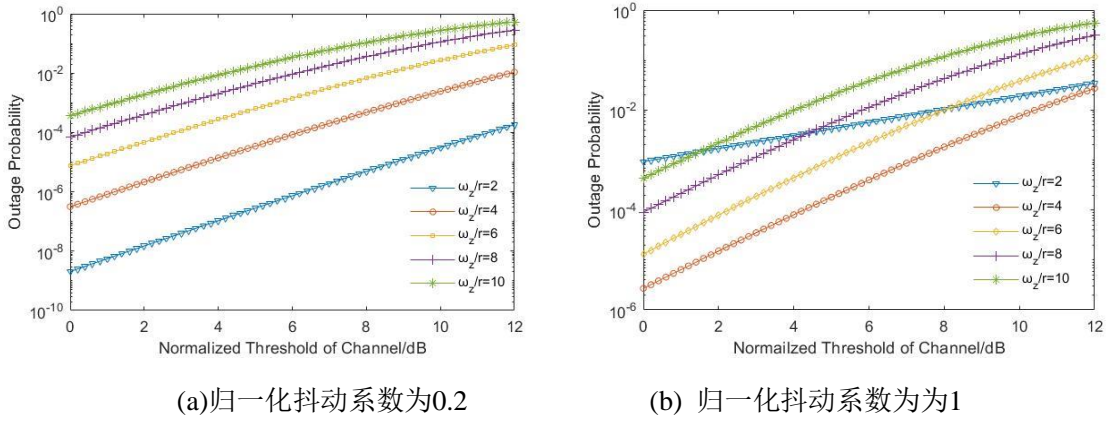 10^0
10^-2
10^-4
10^-6
10^-8
10^-10
Outage Probability
0 2 4 6 8 10 12
Normalized Threshold of Channel/dB
ω_z/r=2
ω_z/r=4
ω_z/r=6
ω_z/r=8
ω_z/r=10
(a)归一化抖动系数为0.2
10^0
10^-2
10^-4
10^-6
Outage Probability
0 2 4 6 8 10 12
Normailzed Threshold of Channel/dB
ω_z/r=2
ω_z/r=4
ω_z/r=6
ω_z/r=8
ω_z/r=10
(b) 归一化抖动系数为为1